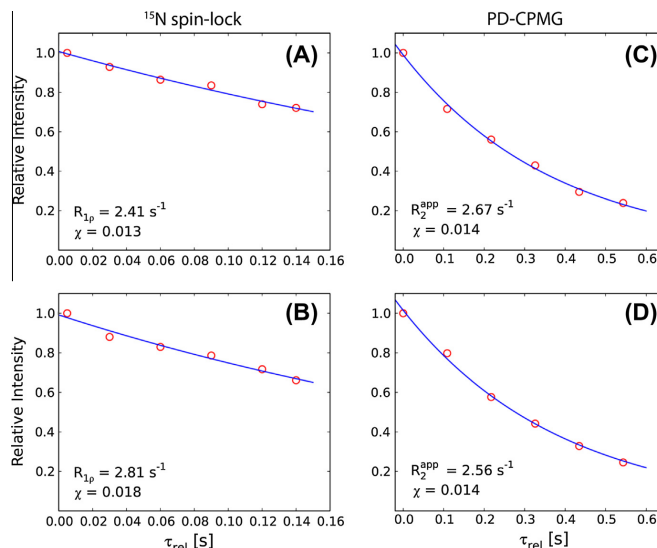 ¹⁵N spin-lock
PD-CPMG
Relative Intensity
1.0
0.8
0.6
0.4
0.2
(A)
R₁ρ = 2.41 s⁻¹
χ = 0.013
0.00 0.02 0.04 0.06 0.08 0.10 0.12 0.14 0.16
1.0
0.8
0.6
0.4
0.2
(C)
R₂ᵃᵖᵖ = 2.67 s⁻¹
χ = 0.014
0.0 0.1 0.2 0.3 0.4 0.5 0.6
Relative Intensity
1.0
0.8
0.6
0.4
0.2
(B)
R₁ρ = 2.81 s⁻¹
χ = 0.018
0.00 0.02 0.04 0.06 0.08 0.10 0.12 0.14 0.16
τrel [s]
1.0
0.8
0.6
0.4
0.2
(D)
R₂ᵃᵖᵖ = 2.56 s⁻¹
χ = 0.014
0.0 0.1 0.2 0.3 0.4 0.5 0.6
τrel [s]